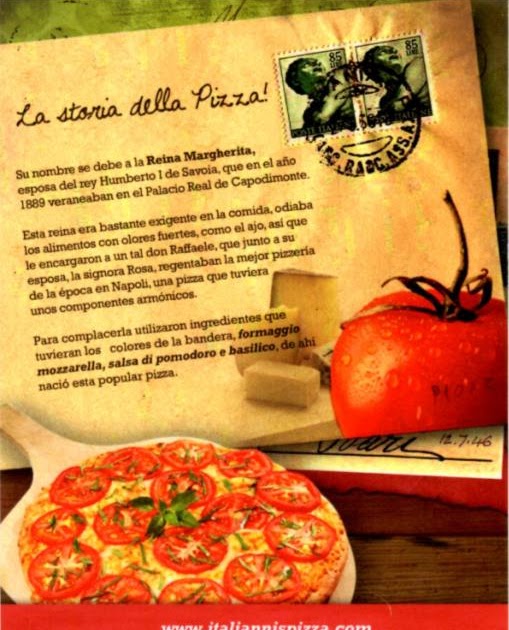 La storia della Pizza!
Su nombre se debe a la Reina Margherita,
esposa del rey Humberto I de Savoia, que en el año
1889 veraneaban en el Palacio Real de Capodimonte.
Esta reina era bastante exigente en la comida, odiaba
los alimentos con olores fuertes, como el ajo, así que
le encargaron a un tal don Raffaele, que junto a su
esposa, la signora Rosa, regentaban la mejor pizzería
de la época en Napoli, una pizza que tuviera
unos componentes armónicos.
Para complacerla utilizaron ingredientes que
tuvieran los colores de la bandera, formaggio
mozzarella, salsa di pomodoro e basilico, de ahi
nació esta popular pizza.
85
85
12.7.46
www.italiannispizza.com